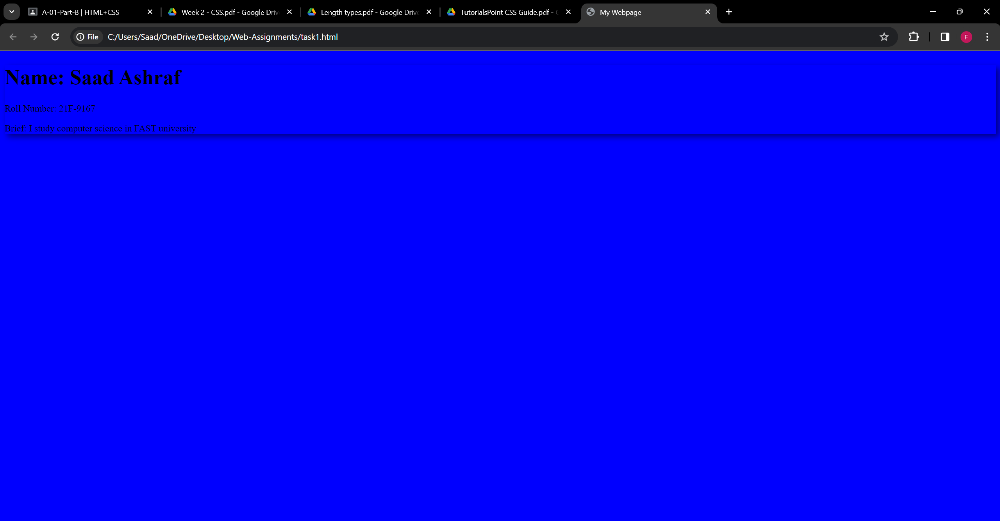 A-01-Part-B | HTML+CSS
Week 2 - CSS.pdf - Google Driv
Length types.pdf - Google Drive
TutorialsPoint CSS Guide.pdf -
My Webpage
File
C:/Users/Saad/OneDrive/Desktop/Web-Assignments/task1.html
F
Name: Saad Ashraf
Roll Number: 21F-9167
Brief: I study computer science in FAST university